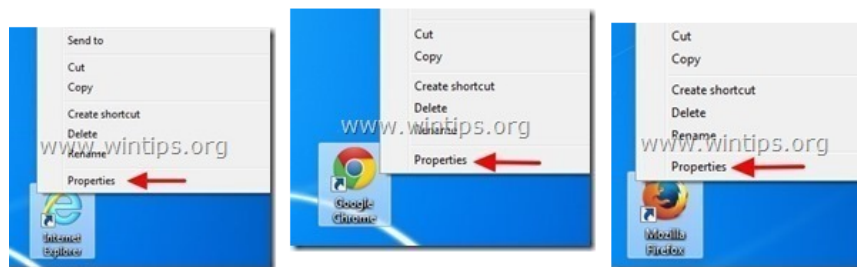 Send to
Cut
Copy
Create shortcut
Delete
Rename
Properties
Internet
Explorer
Cut
Copy
Create shortcut
Delete
Rename
Properties
Google
Chrome
Cut
Copy
Create shortcut
Delete
Rename
Properties
Mozilla
Firefox
www.wintips.org
www.wintips.org
www.wintips.org